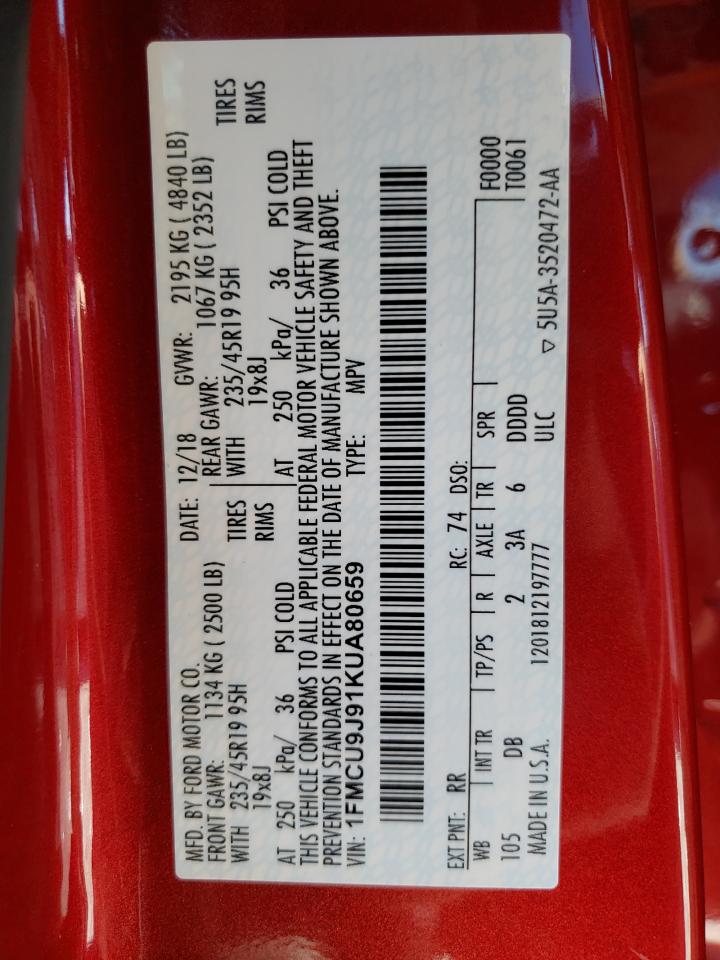 MFD. BY FORD MOTOR CO. DATE: 12/18 GVWR: 2195 KG ( 4840 LB)
FRONT GAWR: 1134 KG ( 2500 LB) REAR GAWR: 1067 KG ( 2352 LB)
WITH 235/45R19 95H TIRES WITH 235/45R19 95H TIRES
19x8J RIMS 19x8J RIMS
AT 250 kPa/ 36 PSI COLD AT 250 kPa/ 36 PSI COLD
THIS VEHICLE CONFORMS TO ALL APPLICABLE FEDERAL MOTOR VEHICLE SAFETY AND THEFT
PREVENTION STANDARDS IN EFFECT ON THE DATE OF MANUFACTURE SHOWN ABOVE.
VIN: 1FMCU9J91KUA80659 TYPE: MPV
EXT PNT: RR RC: 74 DSO:
WB INT TR TP/PS R AXLE TR SPR F0000
105 DB 2 3A 6 DDDD T0061
MADE IN U.S.A. 1201812197777 ULC ▽ 5U5A-3520472-AA